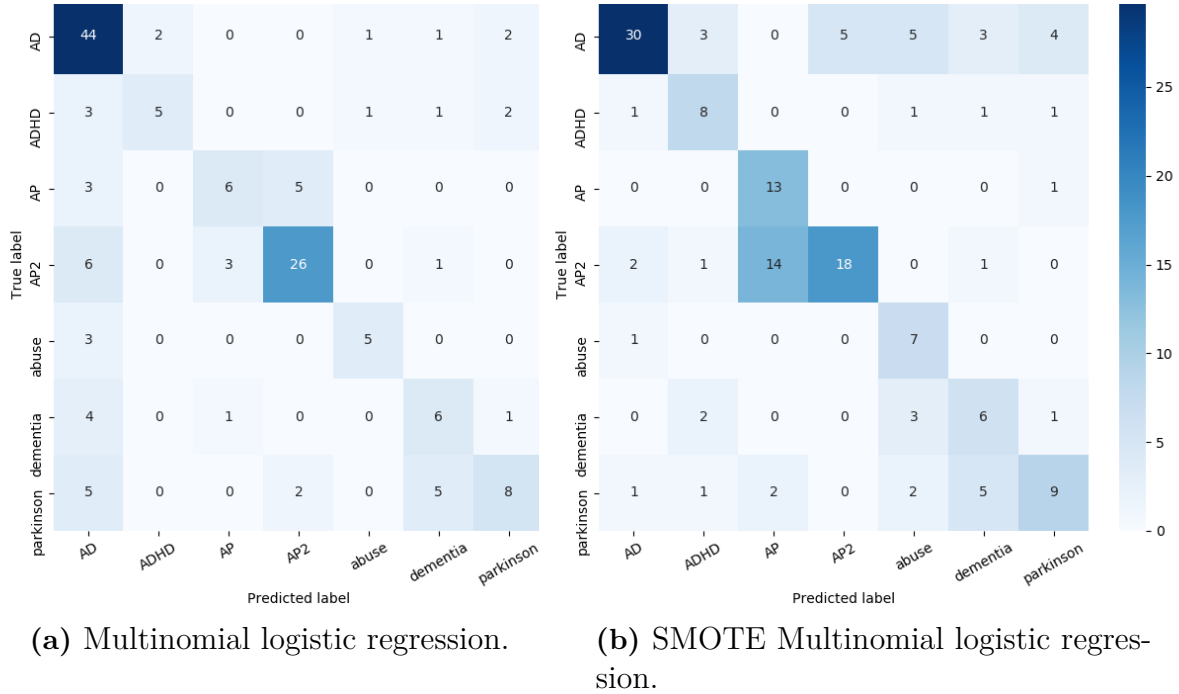 AD 44 2 0 0 1 1 2
ADHD 3 5 0 0 1 1 2
AP 3 0 6 5 0 0 0
AP2 6 0 3 26 0 1 0
abuse 3 0 0 0 5 0 0
dementia 4 0 1 0 0 6 1
parkinson 5 0 0 2 0 5 8
True label
AD ADHD AP AP2 abuse dementia parkinson
Predicted label
(a) Multinomial logistic regression.
AD 30 3 0 5 5 3 4
ADHD 1 8 0 0 1 1 1
AP 0 0 13 0 0 0 1
AP2 2 1 14 18 0 1 0
abuse 1 0 0 0 7 0 0
dementia 0 2 0 0 3 6 1
parkinson 1 1 2 0 2 5 9
True label
AD ADHD AP AP2 abuse dementia parkinson
Predicted label
25
20
15
10
5
0
(b) SMOTE Multinomial logistic regres-
sion.